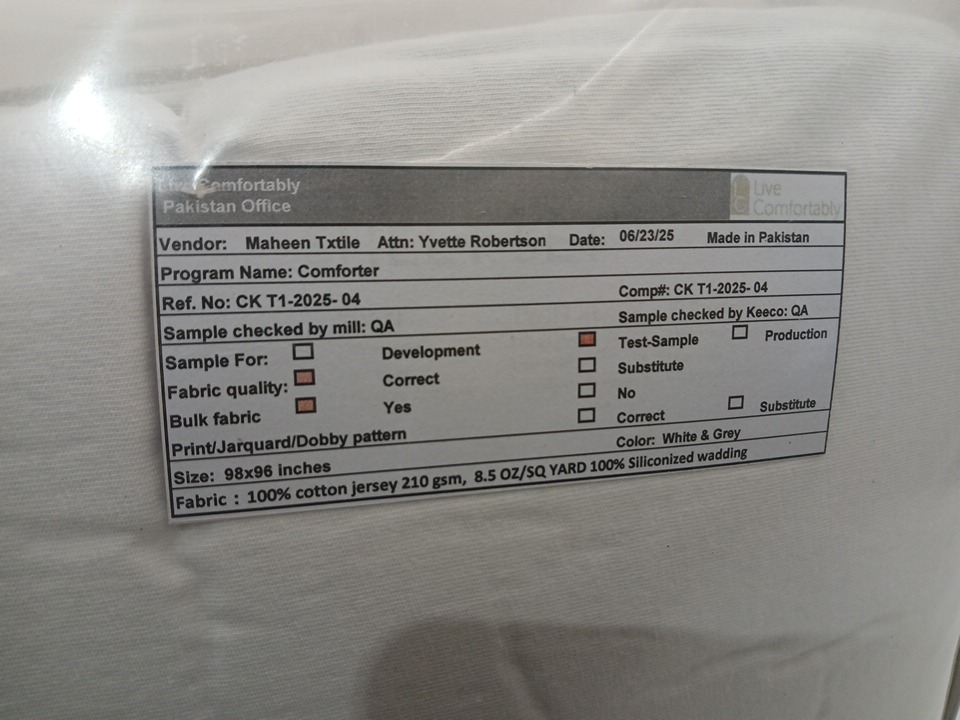 Live Comfortably
Pakistan Office
Live
Comfortably
Vendor: Maheen Txtile Attn: Yvette Robertson Date: 06/23/25 Made in Pakistan
Program Name: Comforter
Ref. No: CK T1-2025- 04 Comp#: CK T1-2025- 04
Sample checked by mill: QA Sample checked by Keeco: QA
Sample For: Development Test-Sample Production
Fabric quality: Correct Substitute
Bulk fabric Yes No
Print/Jarquard/Dobby pattern Correct Substitute
Size: 98x96 inches Color: White & Grey
Fabric : 100% cotton jersey 210 gsm, 8.5 OZ/SQ YARD 100% Siliconized wadding